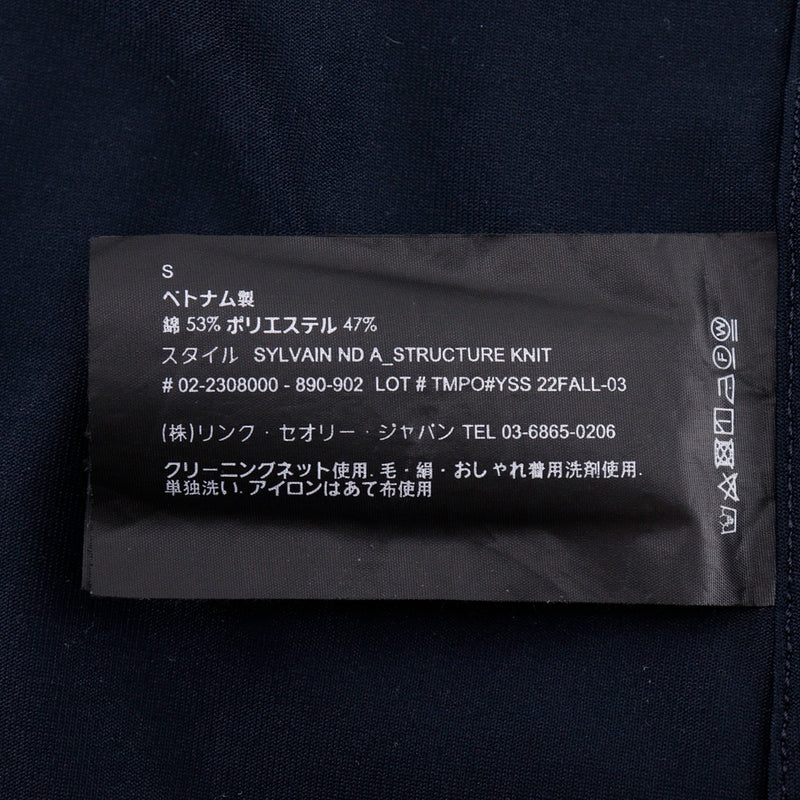 S
ベトナム製
綿 53% ポリエステル 47%
スタイル SYLVAIN ND A_STRUCTURE KNIT
# 02-2308000 - 890-902 LOT # TMPO#YSS 22FALL-03
(株)リンク・セオリー・ジャパン TEL 03-6865-0206
クリーニングネット使用. 毛・絹・おしゃれ着用洗剤使用.
単独洗い. アイロンはあて布使用
W
F